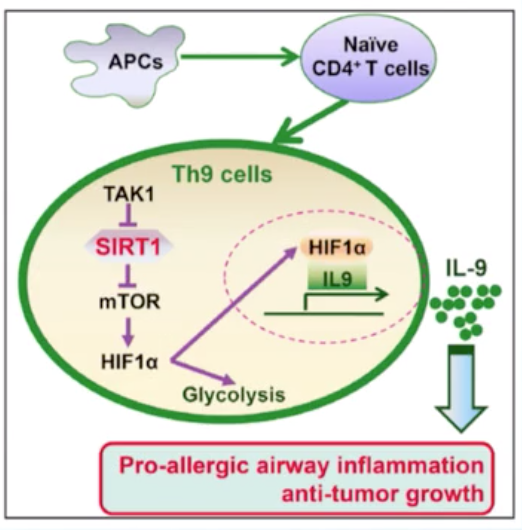 APCs
Naïve
CD4⁺ T cells
Th9 cells
TAK1
SIRT1
mTOR
HIF1α
Glycolysis
HIF1α
IL9
IL-9
Pro-allergic airway inflammation
anti-tumor growth